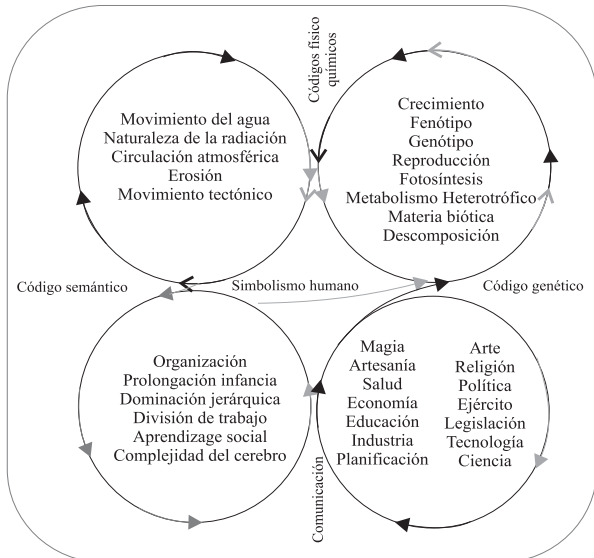 Códigos físico
químicos
Movimiento del agua
Naturaleza de la radiación
Circulación atmosférica
Erosión
Movimiento tectónico
Crecimiento
Fenótipo
Genótipo
Reproducción
Fotosíntesis
Metabolismo Heterotrófico
Materia biótica
Descomposición
Código semántico
Simbolismo humano
Código genético
Organización
Prolongación infancia
Dominación jerárquica
División de trabajo
Aprendizage social
Complejidad del cerebro
Comunicación
Magia
Artesanía
Salud
Economía
Educación
Industria
Planificación
Arte
Religión
Política
Ejército
Legislación
Tecnología
Ciencia